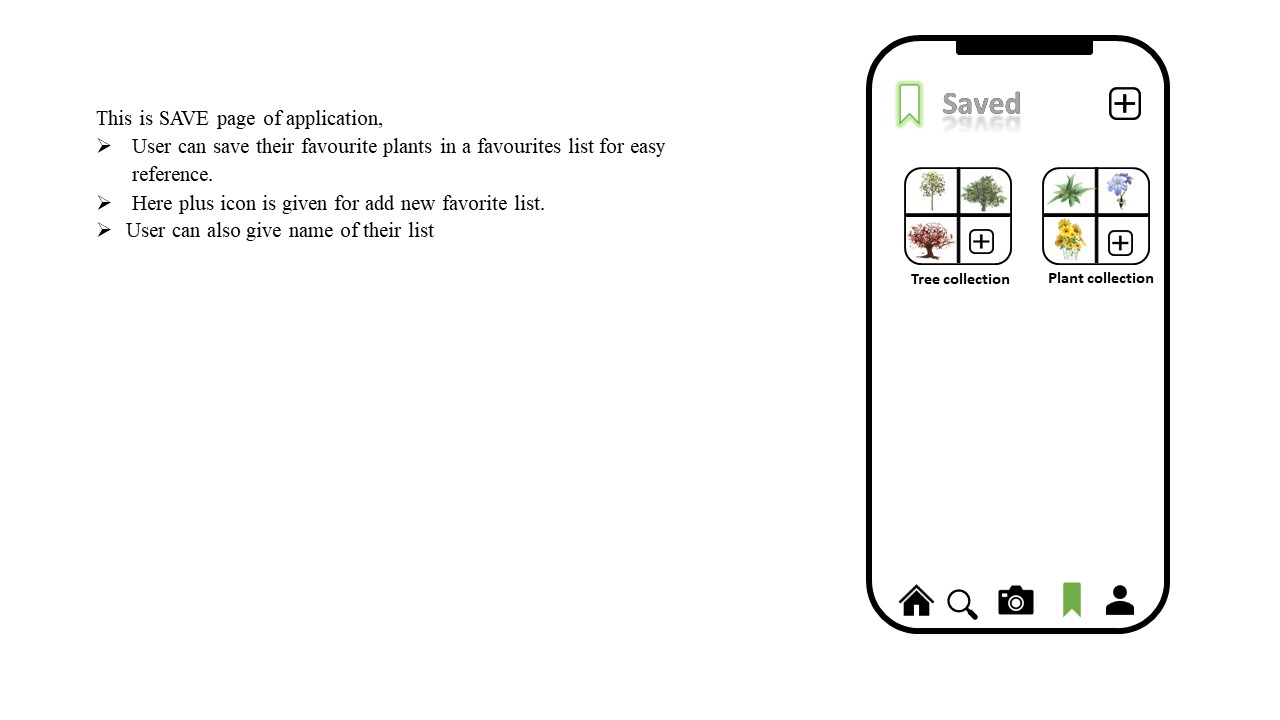 This is SAVE page of application,
➢ User can save their favourite plants in a favourites list for easy
reference.
➢ Here plus icon is given for add new favorite list.
➢ User can also give name of their list
Saved
Tree collection
Plant collection